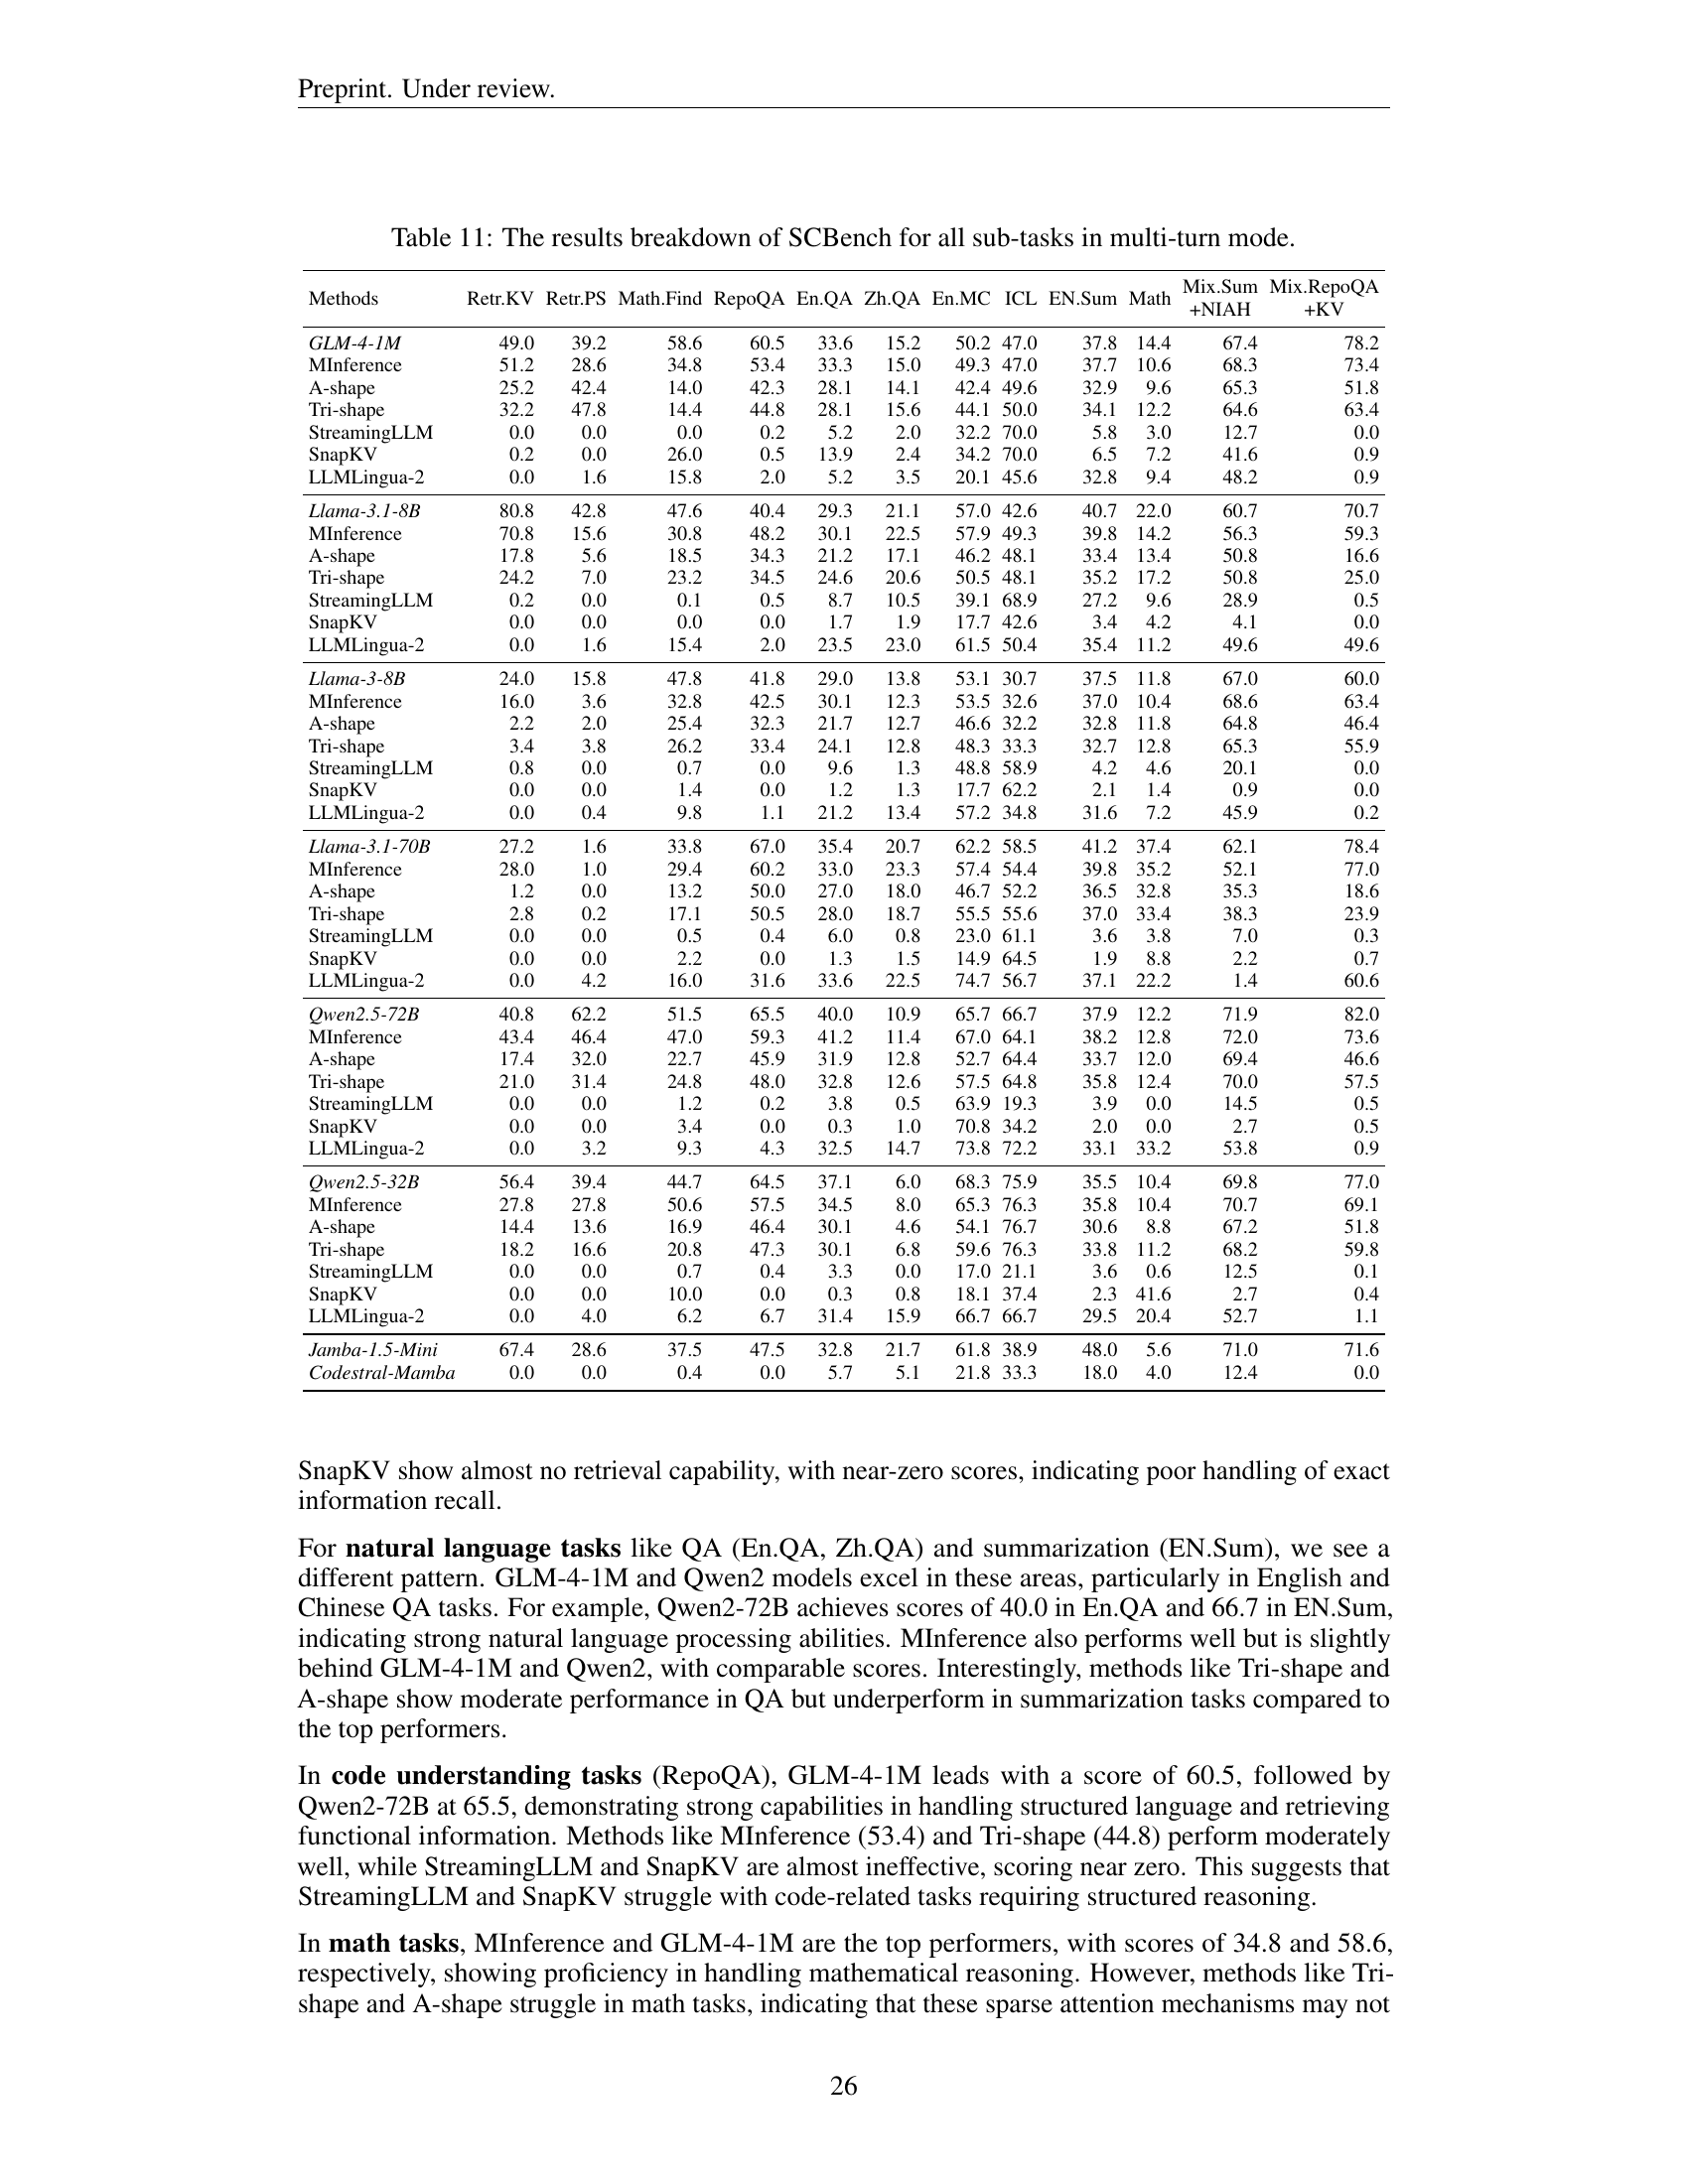 Preprint. Under review.
Table 11: The results breakdown of SCBench for all sub-tasks in multi-turn mode.
Methods Retr.KV Retr.PS Math.Find RepoQA En.QA Zh.QA En.MC ICL EN.Sum Math Mix.Sum +NIAH Mix.RepoQA +KV
GLM-4-1M 49.0 39.2 58.6 60.5 33.6 15.2 50.2 47.0 37.8 14.4 67.4 78.2
MInference 51.2 28.6 34.8 53.4 33.3 15.0 49.3 47.0 37.7 10.6 68.3 73.4
A-shape 25.2 42.4 14.0 42.3 28.1 14.1 42.4 49.6 32.9 9.6 65.3 51.8
Tri-shape 32.2 47.8 14.4 44.8 28.1 15.6 44.1 50.0 34.1 12.2 64.6 63.4
StreamingLLM 0.0 0.0 0.0 0.2 5.2 2.0 32.2 70.0 5.8 3.0 12.7 0.0
SnapKV 0.2 0.0 26.0 0.5 13.9 2.4 34.2 70.0 6.5 7.2 41.6 0.9
LLMLingua-2 0.0 1.6 15.8 2.0 5.2 3.5 20.1 45.6 32.8 9.4 48.2 0.9
Llama-3.1-8B 80.8 42.8 47.6 40.4 29.3 21.1 57.0 42.6 40.7 22.0 60.7 70.7
MInference 70.8 15.6 30.8 48.2 30.1 22.5 57.9 49.3 39.8 14.2 56.3 59.3
A-shape 17.8 5.6 18.5 34.3 21.2 17.1 46.2 48.1 33.4 13.4 50.8 16.6
Tri-shape 24.2 7.0 23.2 34.5 24.6 20.6 50.5 48.1 35.2 17.2 50.8 25.0
StreamingLLM 0.2 0.0 0.1 0.5 8.7 10.5 39.1 68.9 27.2 9.6 28.9 0.5
SnapKV 0.0 0.0 0.0 0.0 1.7 1.9 17.7 42.6 3.4 4.2 4.1 0.0
LLMLingua-2 0.0 1.6 15.4 2.0 23.5 23.0 61.5 50.4 35.4 11.2 49.6 49.6
Llama-3-8B 24.0 15.8 47.8 41.8 29.0 13.8 53.1 30.7 37.5 11.8 67.0 60.0
MInference 16.0 3.6 32.8 42.5 30.1 12.3 53.5 32.6 37.0 10.4 68.6 63.4
A-shape 2.2 2.0 25.4 32.3 21.7 12.7 46.6 32.2 32.8 11.8 64.8 46.4
Tri-shape 3.4 3.8 26.2 33.4 24.1 12.8 48.3 33.3 32.7 12.8 65.3 55.9
StreamingLLM 0.8 0.0 0.7 0.0 9.6 1.3 48.8 58.9 4.2 4.6 20.1 0.0
SnapKV 0.0 0.0 1.4 0.0 1.2 1.3 17.7 62.2 2.1 1.4 0.9 0.0
LLMLingua-2 0.0 0.4 9.8 1.1 21.2 13.4 57.2 34.8 31.6 7.2 45.9 0.2
Llama-3.1-70B 27.2 1.6 33.8 67.0 35.4 20.7 62.2 58.5 41.2 37.4 62.1 78.4
MInference 28.0 1.0 29.4 60.2 33.0 23.3 57.4 54.4 39.8 35.2 52.1 77.0
A-shape 1.2 0.0 13.2 50.0 27.0 18.0 46.7 52.2 36.5 32.8 35.3 18.6
Tri-shape 2.8 0.2 17.1 50.5 28.0 18.7 55.5 55.6 37.0 33.4 38.3 23.9
StreamingLLM 0.0 0.0 0.5 0.4 6.0 0.8 23.0 61.1 3.6 3.8 7.0 0.3
SnapKV 0.0 0.0 2.2 0.0 1.3 1.5 14.9 64.5 1.9 8.8 2.2 0.7
LLMLingua-2 0.0 4.2 16.0 31.6 33.6 22.5 74.7 56.7 37.1 22.2 1.4 60.6
Qwen2.5-72B 40.8 62.2 51.5 65.5 40.0 10.9 65.7 66.7 37.9 12.2 71.9 82.0
MInference 43.4 46.4 47.0 59.3 41.2 11.4 67.0 64.1 38.2 12.8 72.0 73.6
A-shape 17.4 32.0 22.7 45.9 31.9 12.8 52.7 64.4 33.7 12.0 69.4 46.6
Tri-shape 21.0 31.4 24.8 48.0 32.8 12.6 57.5 64.8 35.8 12.4 70.0 57.5
StreamingLLM 0.0 0.0 1.2 0.2 3.8 0.5 63.9 19.3 3.9 0.0 14.5 0.5
SnapKV 0.0 0.0 3.4 0.0 0.3 1.0 70.8 34.2 2.0 0.0 2.7 0.5
LLMLingua-2 0.0 3.2 9.3 4.3 32.5 14.7 73.8 72.2 33.1 33.2 53.8 0.9
Qwen2.5-32B 56.4 39.4 44.7 64.5 37.1 6.0 68.3 75.9 35.5 10.4 69.8 77.0
MInference 27.8 27.8 50.6 57.5 34.5 8.0 65.3 76.3 35.8 10.4 70.7 69.1
A-shape 14.4 13.6 16.9 46.4 30.1 4.6 54.1 76.7 30.6 8.8 67.2 51.8
Tri-shape 18.2 16.6 20.8 47.3 30.1 6.8 59.6 76.3 33.8 11.2 68.2 59.8
StreamingLLM 0.0 0.0 0.7 0.4 3.3 0.0 17.0 21.1 3.6 0.6 12.5 0.1
SnapKV 0.0 0.0 10.0 0.0 0.3 0.8 18.1 37.4 2.3 41.6 2.7 0.4
LLMLingua-2 0.0 4.0 6.2 6.7 31.4 15.9 66.7 66.7 29.5 20.4 52.7 1.1
Jamba-1.5-Mini 67.4 28.6 37.5 47.5 32.8 21.7 61.8 38.9 48.0 5.6 71.0 71.6
Codestral-Mamba 0.0 0.0 0.4 0.0 5.7 5.1 21.8 33.3 18.0 4.0 12.4 0.0
SnapKV show almost no retrieval capability, with near-zero scores, indicating poor handling of exact
information recall.
For natural language tasks like QA (En.QA, Zh.QA) and summarization (EN.Sum), we see a
different pattern. GLM-4-1M and Qwen2 models excel in these areas, particularly in English and
Chinese QA tasks. For example, Qwen2-72B achieves scores of 40.0 in En.QA and 66.7 in EN.Sum,
indicating strong natural language processing abilities. MInference also performs well but is slightly
behind GLM-4-1M and Qwen2, with comparable scores. Interestingly, methods like Tri-shape and
A-shape show moderate performance in QA but underperform in summarization tasks compared to
the top performers.
In code understanding tasks (RepoQA), GLM-4-1M leads with a score of 60.5, followed by
Qwen2-72B at 65.5, demonstrating strong capabilities in handling structured language and retrieving
functional information. Methods like MInference (53.4) and Tri-shape (44.8) perform moderately
well, while StreamingLLM and SnapKV are almost ineffective, scoring near zero. This suggests that
StreamingLLM and SnapKV struggle with code-related tasks requiring structured reasoning.
In math tasks, MInference and GLM-4-1M are the top performers, with scores of 34.8 and 58.6,
respectively, showing proficiency in handling mathematical reasoning. However, methods like Tri-
shape and A-shape struggle in math tasks, indicating that these sparse attention mechanisms may not
26